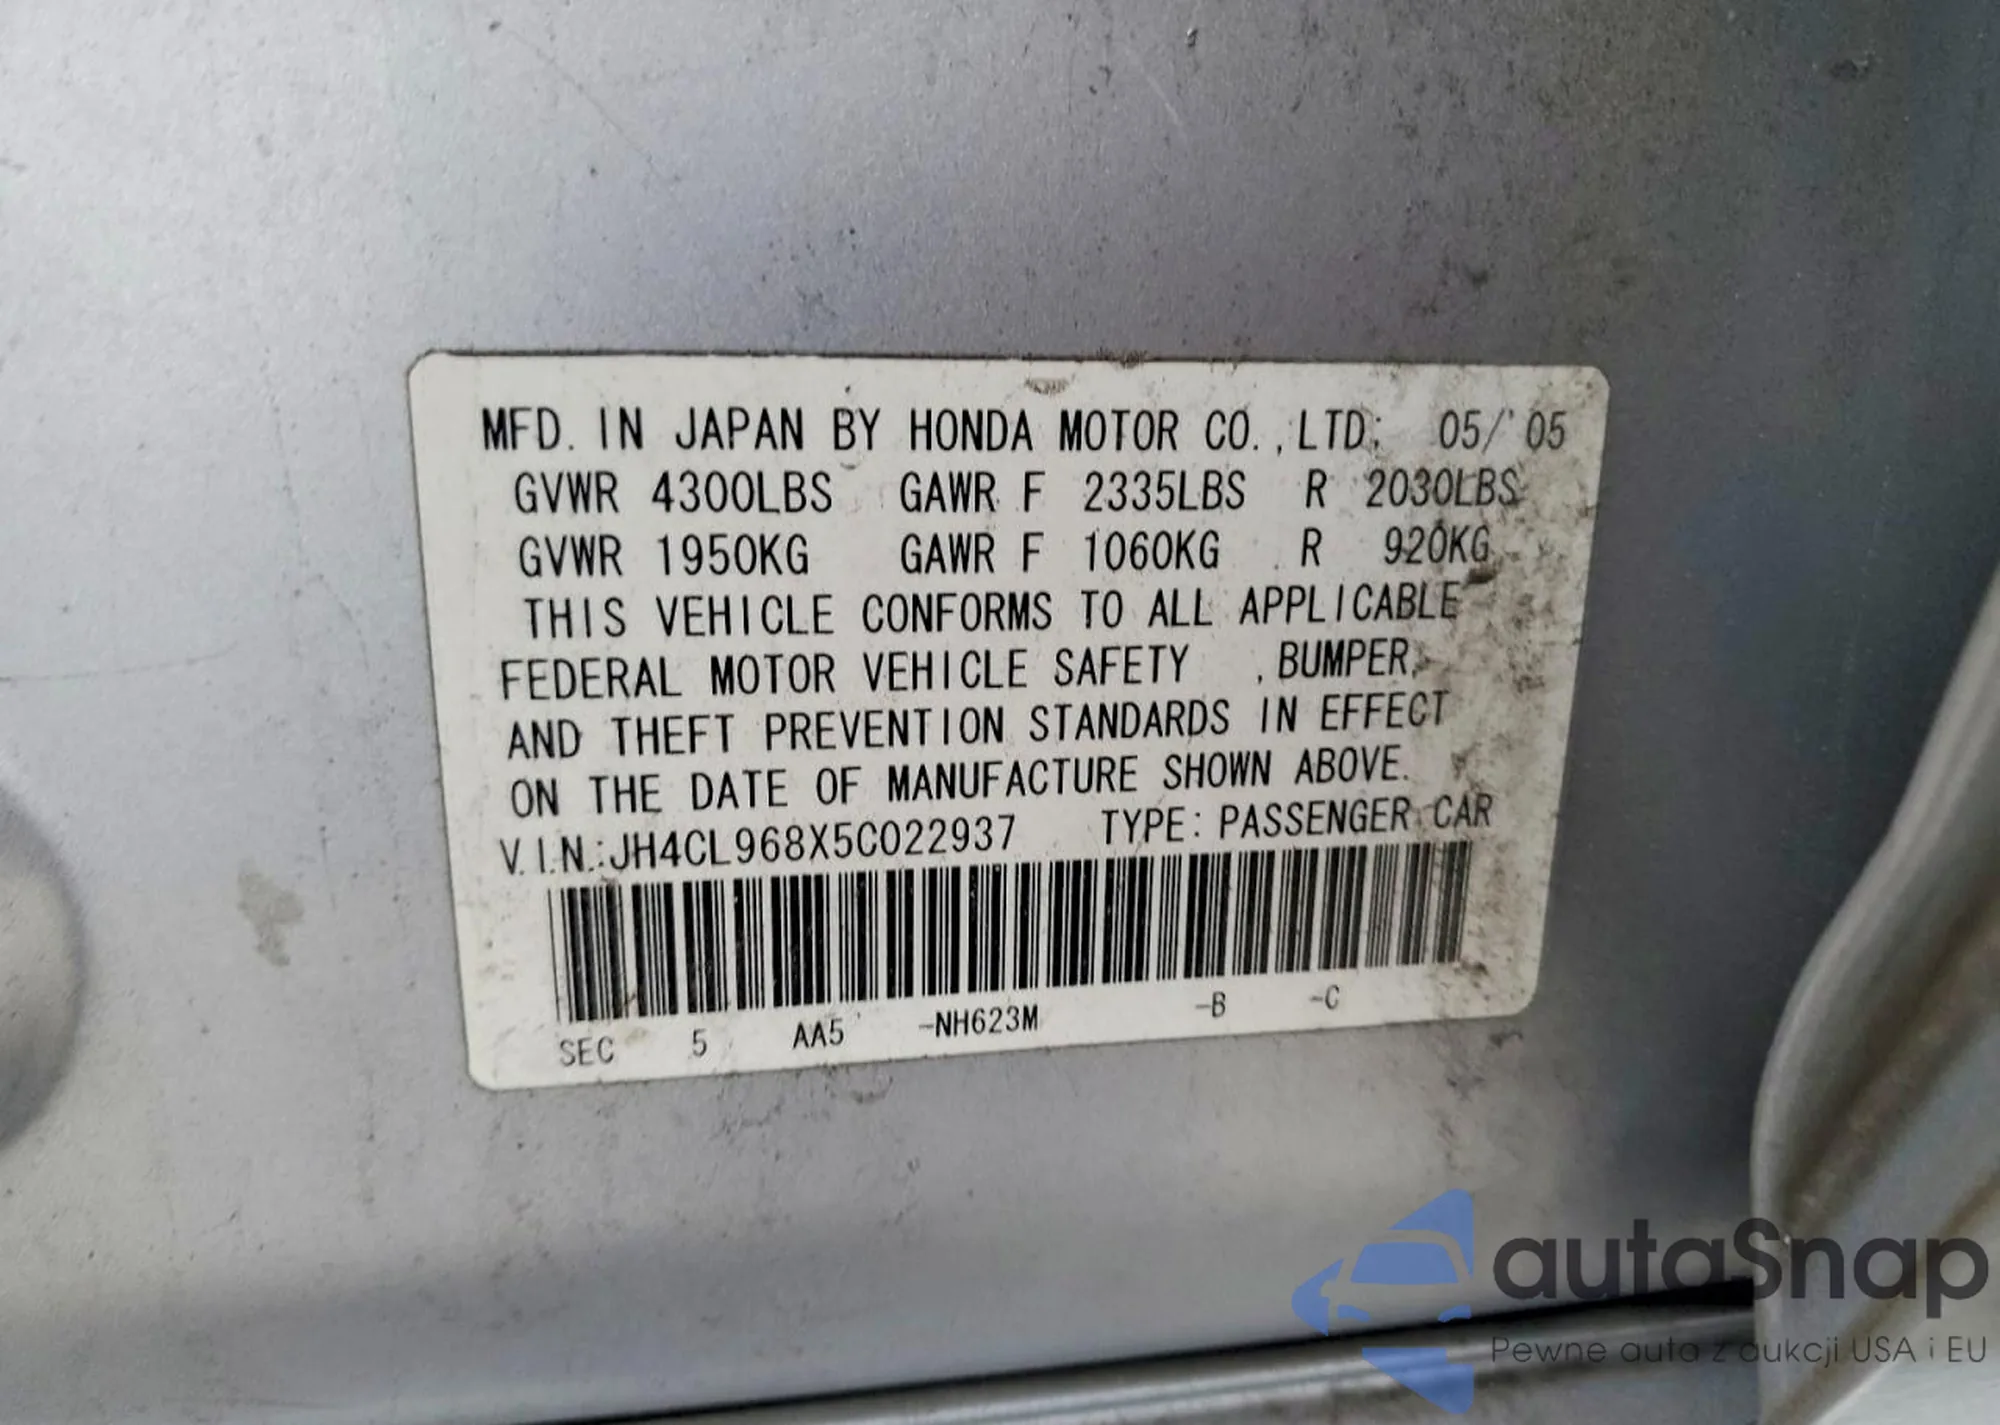 MFD. IN JAPAN BY HONDA MOTOR CO.,LTD; 05/'05
GVWR 4300LBS GAWR F 2335LBS R 2030LBS
GVWR 1950KG GAWR F 1060KG R 920KG
THIS VEHICLE CONFORMS TO ALL APPLICABLE
FEDERAL MOTOR VEHICLE SAFETY ,BUMPER,
AND THEFT PREVENTION STANDARDS IN EFFECT
ON THE DATE OF MANUFACTURE SHOWN ABOVE.
V.I.N.:JH4CL968X5C022937 TYPE: PASSENGER CAR
SEC 5 AA5 -NH623M -B -C
autaSnap
Pewne auta z aukcji USA i EU